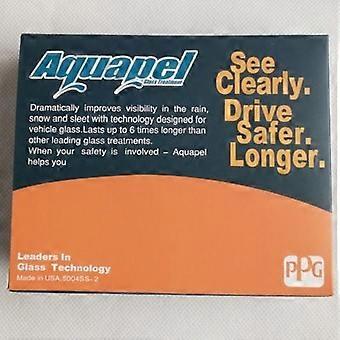 Aquapel
Glass Treatment
See
Clearly.
Drive
Safer.
Longer.
Dramatically improves visibility in the rain,
snow and sleet with technology designed for
vehicle glass.Lasts up to 6 times longer than
other leading glass treatments.
When your safety is involved – Aquapel
helps you
Leaders In
Glass Technology
Made in USA.5004SS-2
PPG